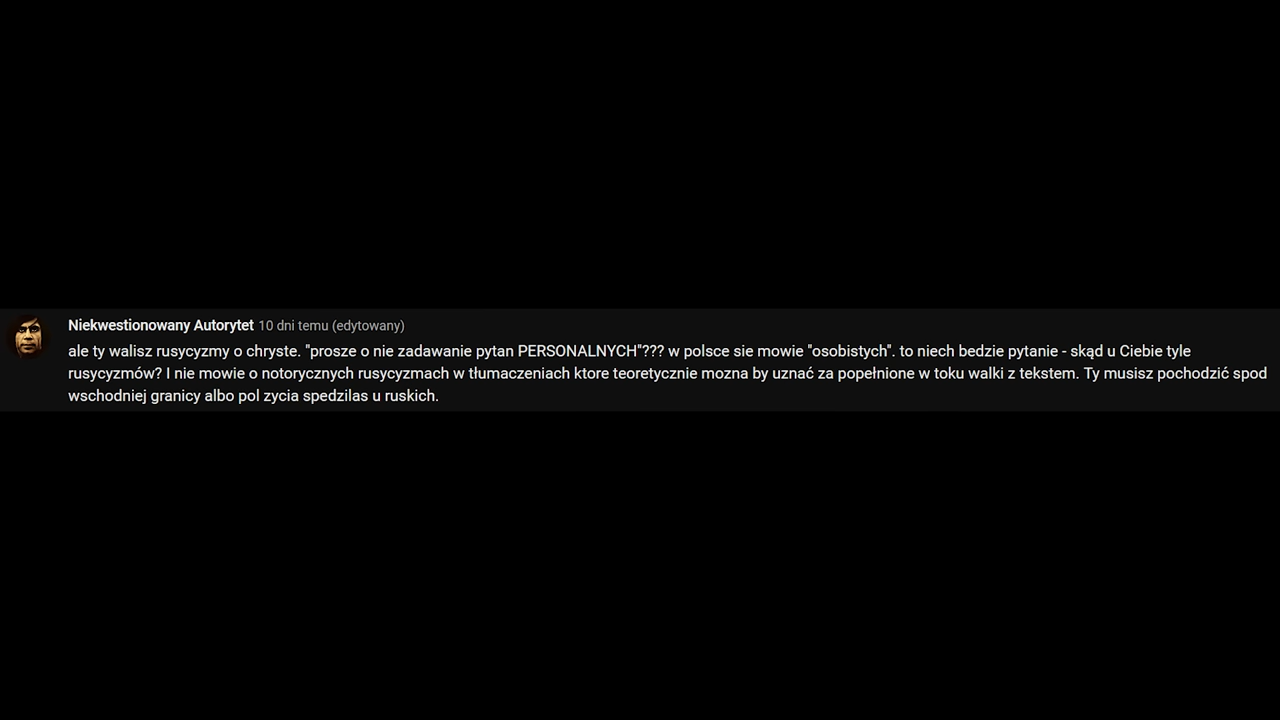 Niekwestionowany Autorytet 10 dni temu (edytowany)
ale ty walisz rusycyzmy o chryste. "prosze o nie zadawanie pytan PERSONALNYCH"??? w polsce sie mowie "osobistych". to niech bedzie pytanie - skąd u Ciebie tyle
rusycyzmów? I nie mowie o notorycznych rusycyzmach w tłumaczeniach ktore teoretycznie mozna by uznać za popełnione w toku walki z tekstem. Ty musisz pochodzić spod
wschodniej granicy albo pol zycia spedzilas u ruskich.